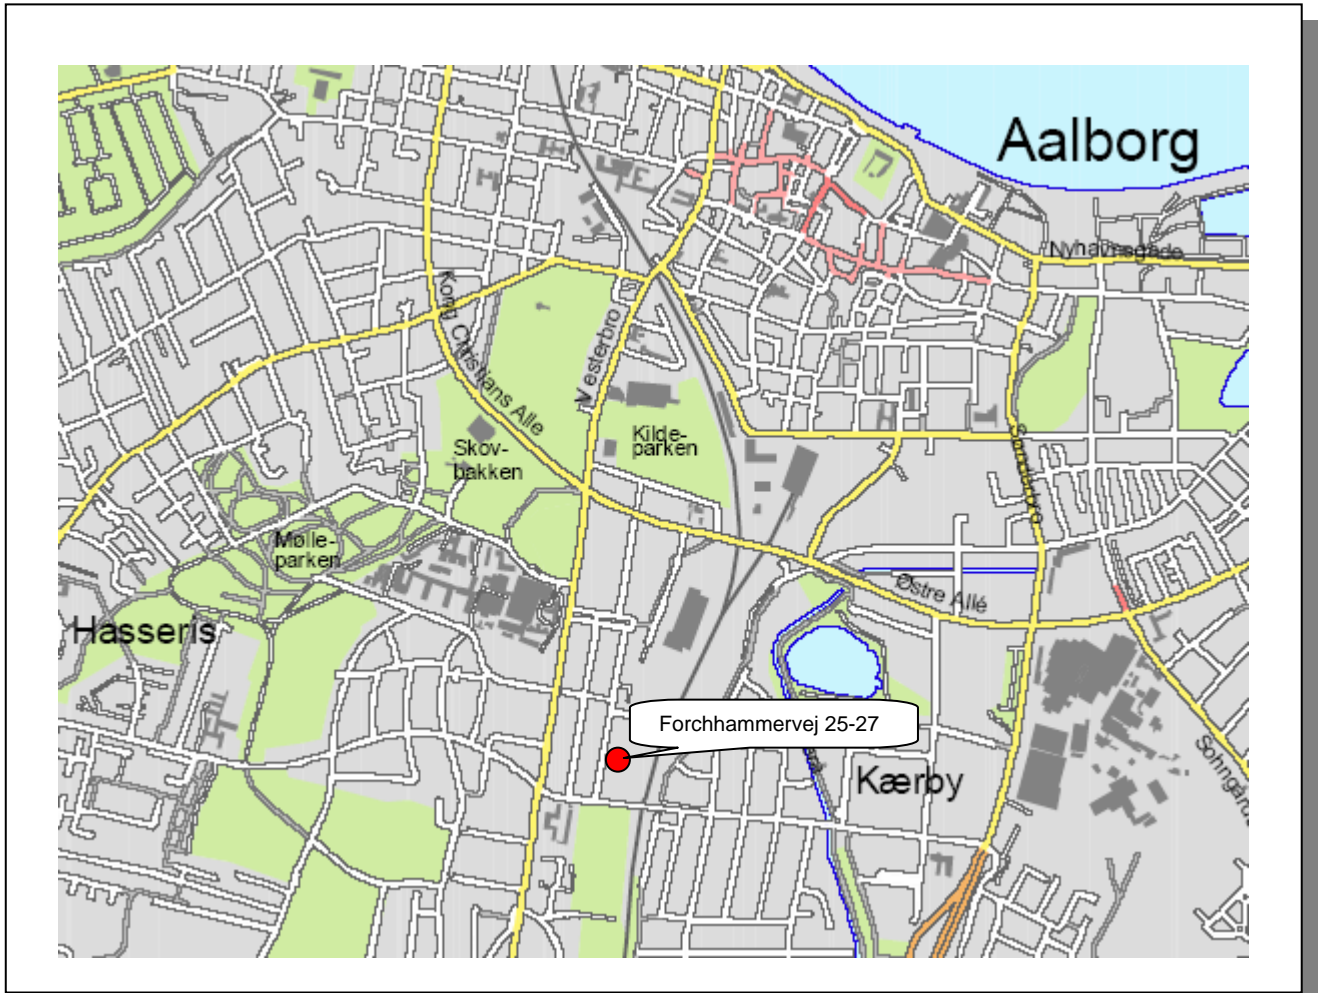 Aalborg
Nyhavnsgade
Kong Christians Alle
Vesterbro
Kilde-
parken
Skov-
bakken
Sønderbro
Mølle-
parken
Østre Allé
Hasseris
Forchhammervej 25-27
Kærby